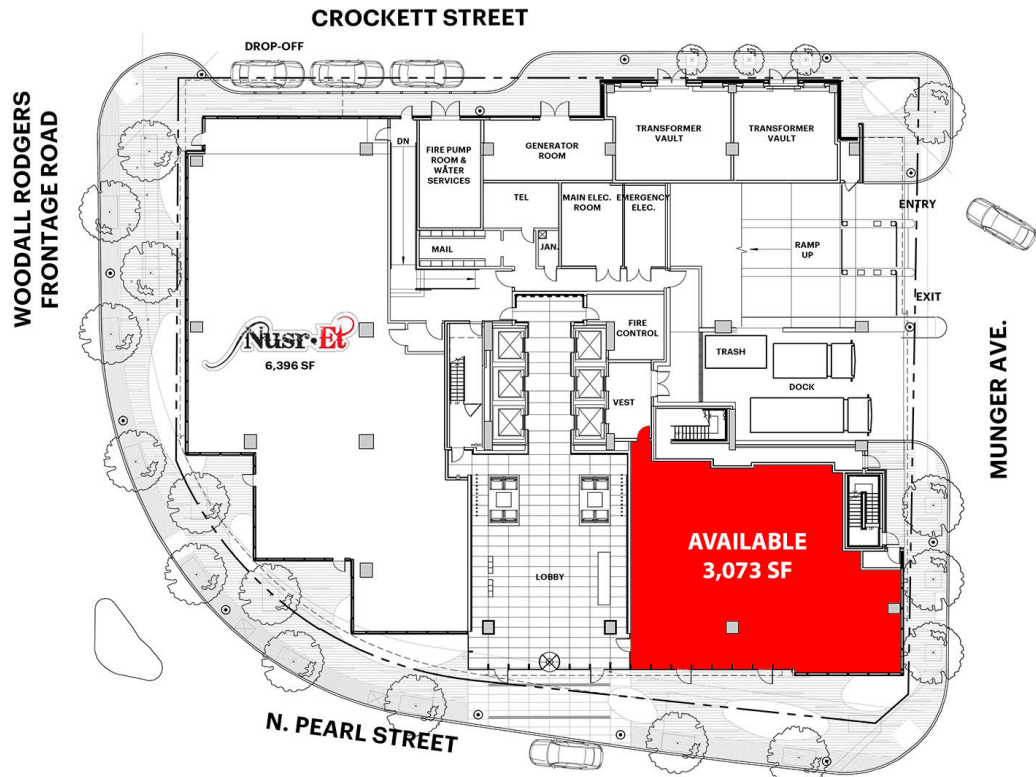 CROCKETT STREET
DROP-OFF
WOODALL RODGERS
FRONTAGE ROAD
DN
FIRE PUMP
ROOM &
WATER
SERVICES
GENERATOR
ROOM
TRANSFORMER
VAULT
TRANSFORMER
VAULT
TEL
MAIN ELEC.
ROOM
EMERGENCY
ELEC.
ENTRY
MAIL
JAN.
RAMP
UP
EXIT
Nusr•Et
6,396 SF
FIRE
CONTROL
TRASH
DOCK
VEST
MUNGER AVE.
AVAILABLE
3,073 SF
LOBBY
N. PEARL STREET